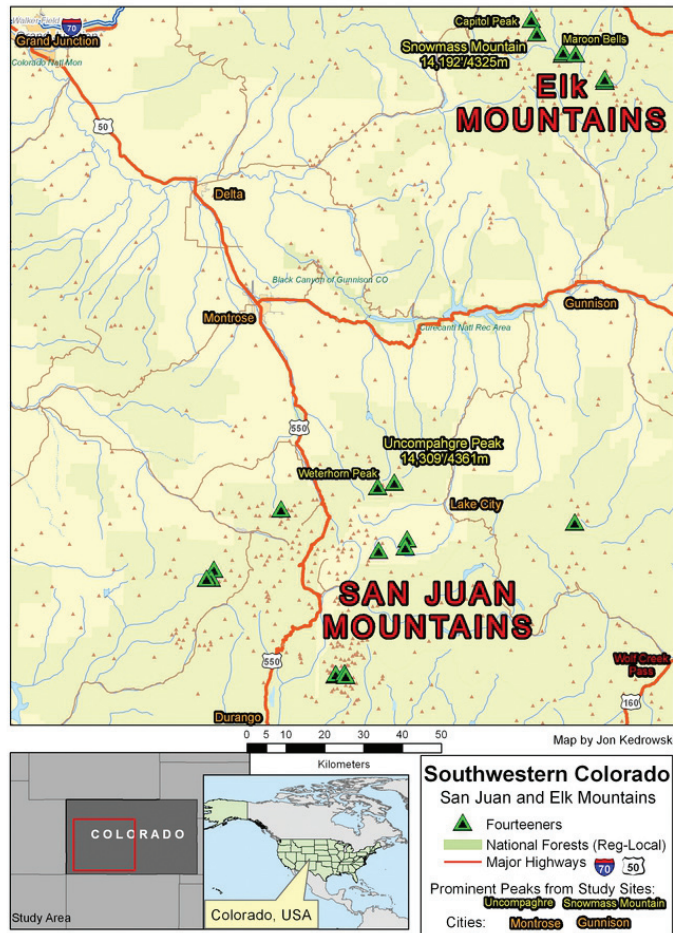 Walker Field
70
Grand Junction
Colorado Natl Mon
50
Capitol Peak
Snowmass Mountain
14,192'/4325m
Maroon Bells
Elk
MOUNTAINS
Delta
Black Canyon of Gunnison CO
Montrose
Gunnison
Curecanti Natl Rec Area
550
Uncompahgre Peak
14,309'/4361m
Weterhorn Peak
Lake City
SAN JUAN
MOUNTAINS
550
Wolf Creek
Pass
160
Durango
0 5 10 20 30 40 50
Kilometers
Map by Jon Kedrowsk
COLORADO
Study Area
Colorado, USA
Southwestern Colorado
San Juan and Elk Mountains
Fourteeners
National Forests (Reg-Local)
Major Highways 70 50
Prominent Peaks from Study Sites:
Uncompaghre Snowmass Mountain
Cities: Montrose Gunnison